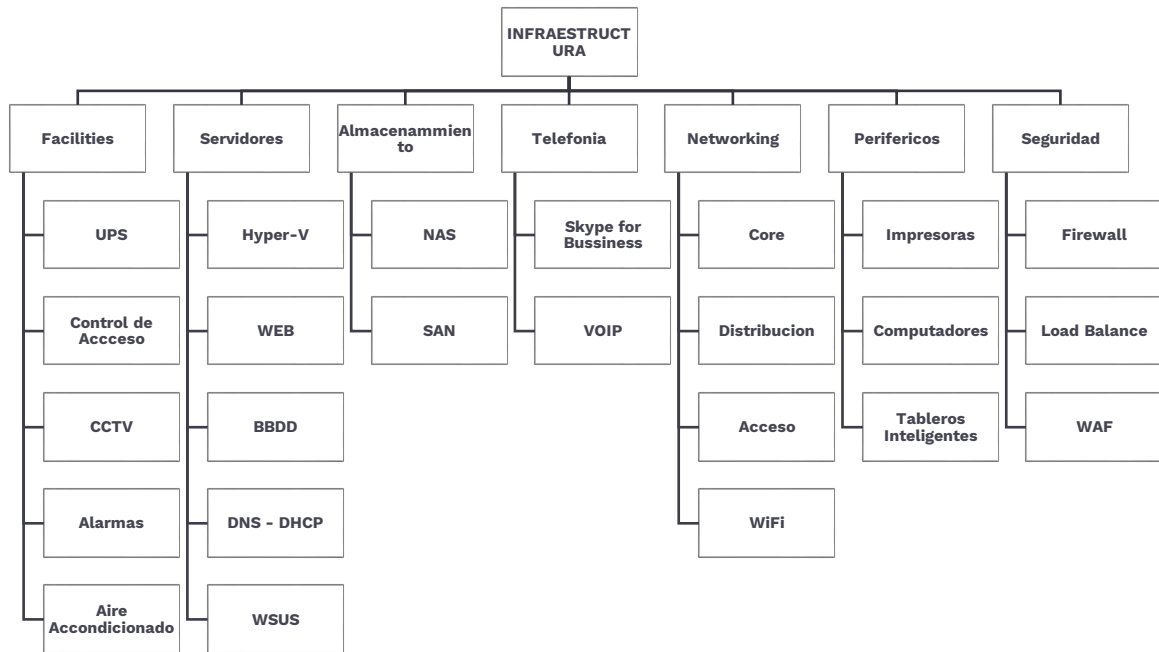 INFRAESTRUCT
URA
Facilities
Servidores
Almacenammien
to
Telefonia
Networking
Perifericos
Seguridad
UPS
Hyper-V
NAS
Skype for
Bussiness
Core
Impresoras
Firewall
Control de
Accceso
WEB
SAN
VOIP
Distribucion
Computadores
Load Balance
CCTV
BBDD
Acceso
Tableros
Inteligentes
WAF
Alarmas
DNS - DHCP
WiFi
Aire
Accondicionado
WSUS